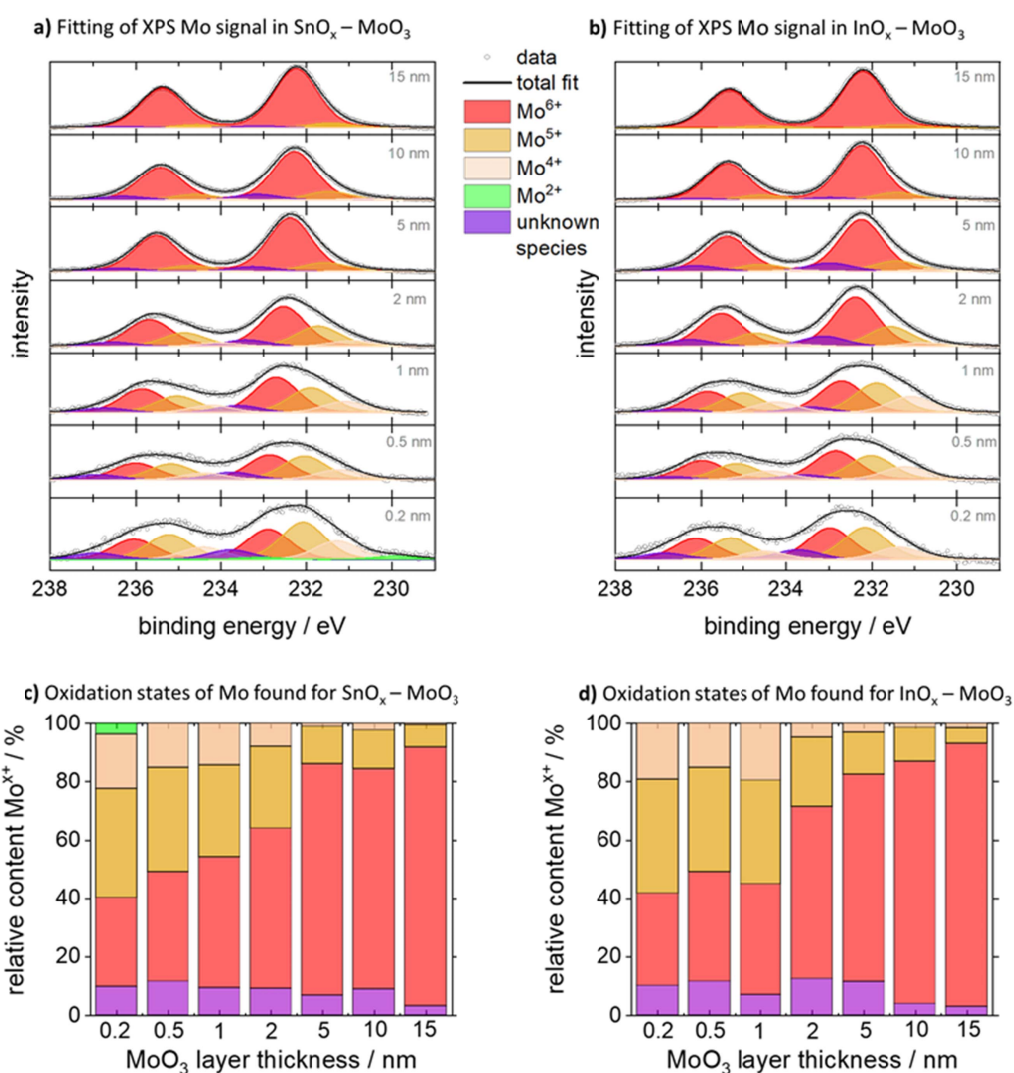 a) Fitting of XPS Mo signal in SnOₓ – MoO₃
b) Fitting of XPS Mo signal in InOₓ – MoO₃
15 nm
10 nm
5 nm
2 nm
1 nm
0.5 nm
0.2 nm
intensity
238 236 234 232 230
binding energy / eV
data
total fit
Mo⁶⁺
Mo⁵⁺
Mo⁴⁺
Mo²⁺
unknown
species
15 nm
10 nm
5 nm
2 nm
1 nm
0.5 nm
0.2 nm
intensity
238 236 234 232 230
binding energy / eV
c) Oxidation states of Mo found for SnOₓ – MoO₃
100
80
60
40
20
0
relative content Moˣ⁺ / %
0.2 0.5 1 2 5 10 15
MoO₃ layer thickness / nm
d) Oxidation states of Mo found for InOₓ – MoO₃
100
80
60
40
20
0
relative content Moˣ⁺ / %
0.2 0.5 1 2 5 10 15
MoO₃ layer thickness / nm